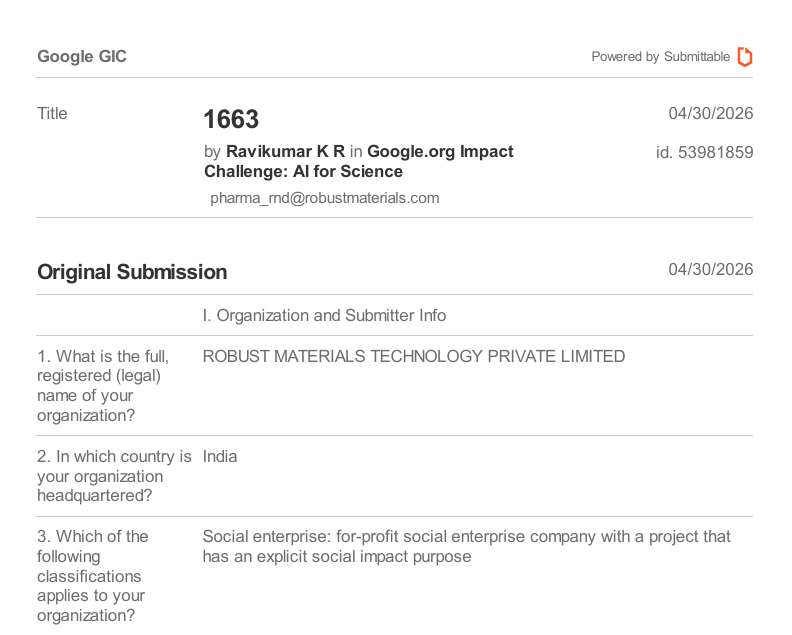 Google GIC
Powered by Submittable
Title
1663
04/30/2026
by Ravikumar K R in Google.org Impact
Challenge: AI for Science
id. 53981859
pharma_rnd@robustmaterials.com
Original Submission
04/30/2026
I. Organization and Submitter Info
1. What is the full,
registered (legal)
name of your
organization?
ROBUST MATERIALS TECHNOLOGY PRIVATE LIMITED
2. In which country is
your organization
headquartered?
India
3. Which of the
following
classifications
applies to your
organization?
Social enterprise: for-profit social enterprise company with a project that
has an explicit social impact purpose